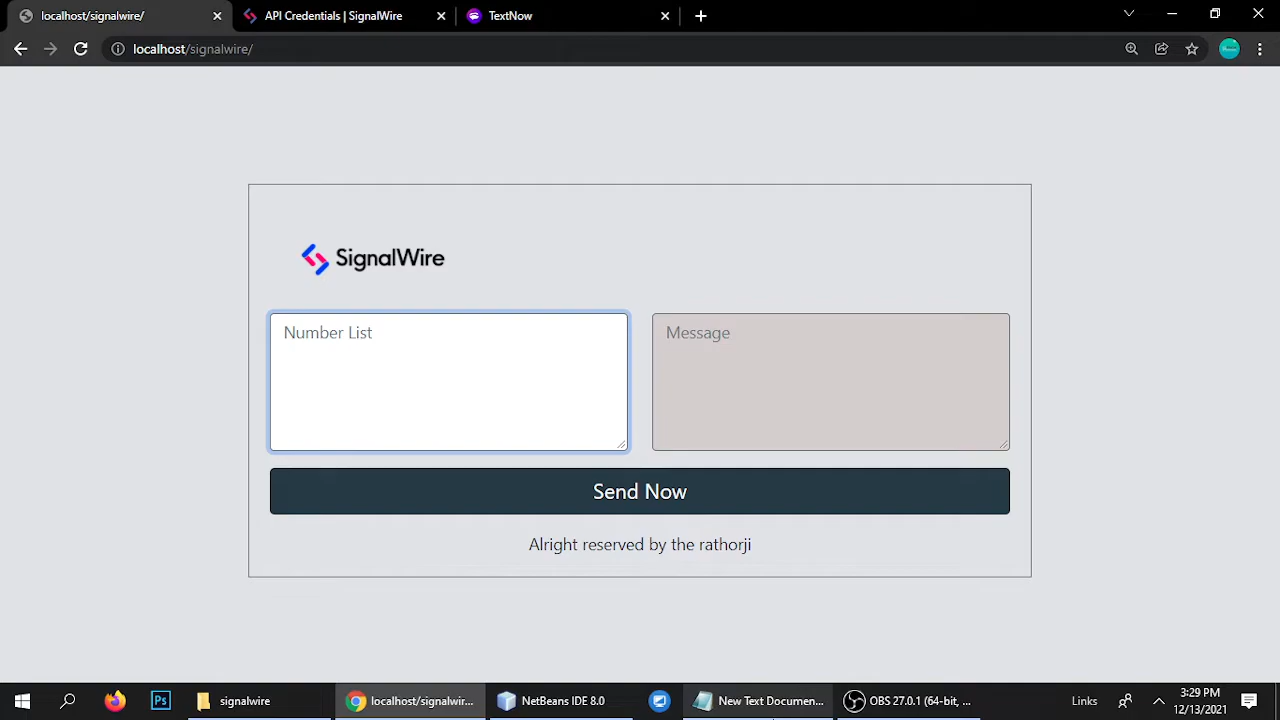 localhost/signalwire/
API Credentials | SignalWire
TextNow
localhost/signalwire/
SignalWire
Number List
Message
Send Now
Alright reserved by the rathorji
Ps
signalwire
localhost/signalwir...
NetBeans IDE 8.0
New Text Documen...
OBS 27.0.1 (64-bit, ...
Links
3:29 PM
12/13/2021